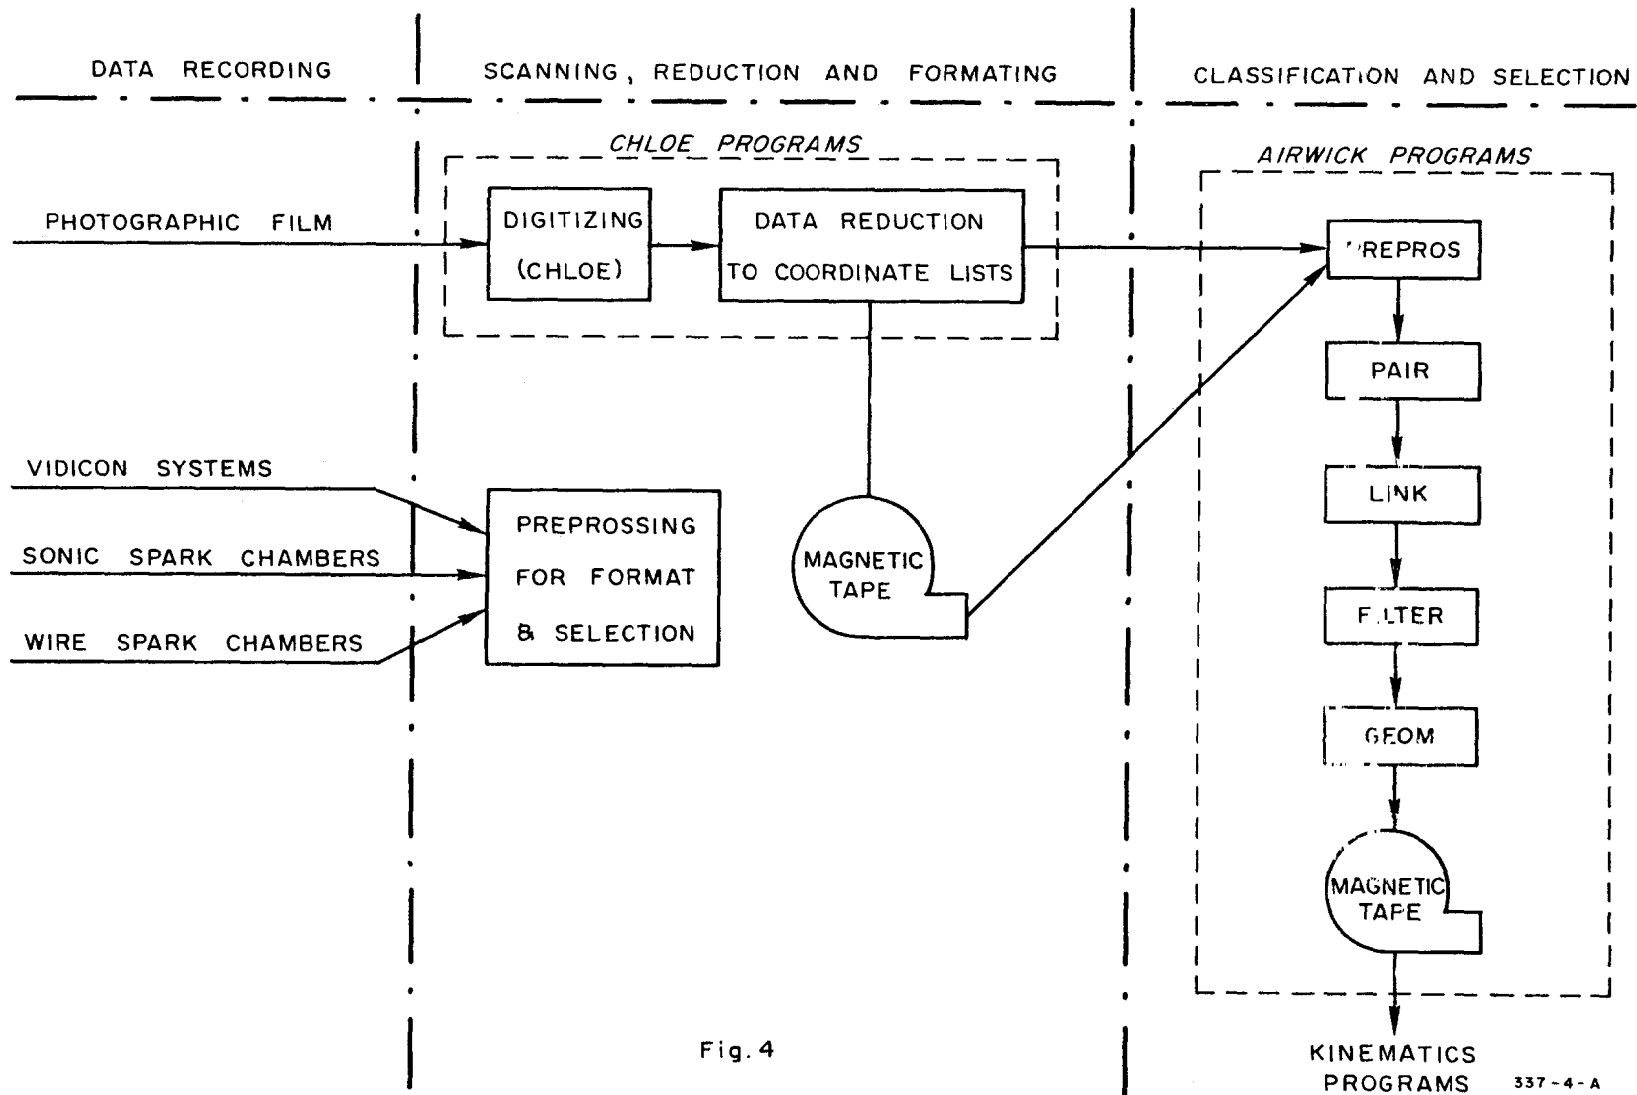 DATA RECORDING
SCANNING, REDUCTION AND FORMATING
CLASSIFICATION AND SELECTION
CHLOE PROGRAMS
AIRWICK PROGRAMS
PHOTOGRAPHIC FILM
DIGITIZING
(CHLOE)
DATA REDUCTION
TO COORDINATE LISTS
PREPROS
PAIR
LINK
FILTER
GEOM
MAGNETIC
TAPE
VIDICON SYSTEMS
SONIC SPARK CHAMBERS
WIRE SPARK CHAMBERS
PREPROSSING
FOR FORMAT
& SELECTION
MAGNETIC
TAPE
KINEMATICS
PROGRAMS
Fig. 4
337-4-A